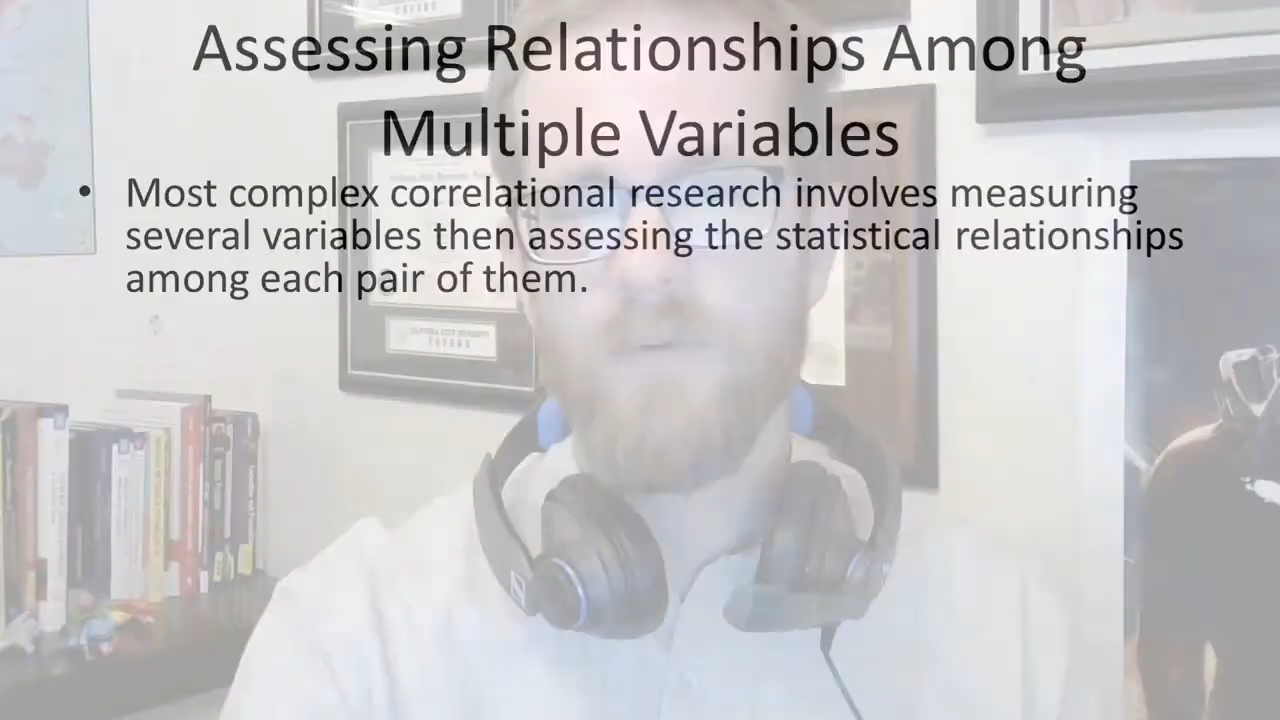 Assessing Relationships Among
Multiple Variables
• Most complex correlational research involves measuring
several variables then assessing the statistical relationships
among each pair of them.